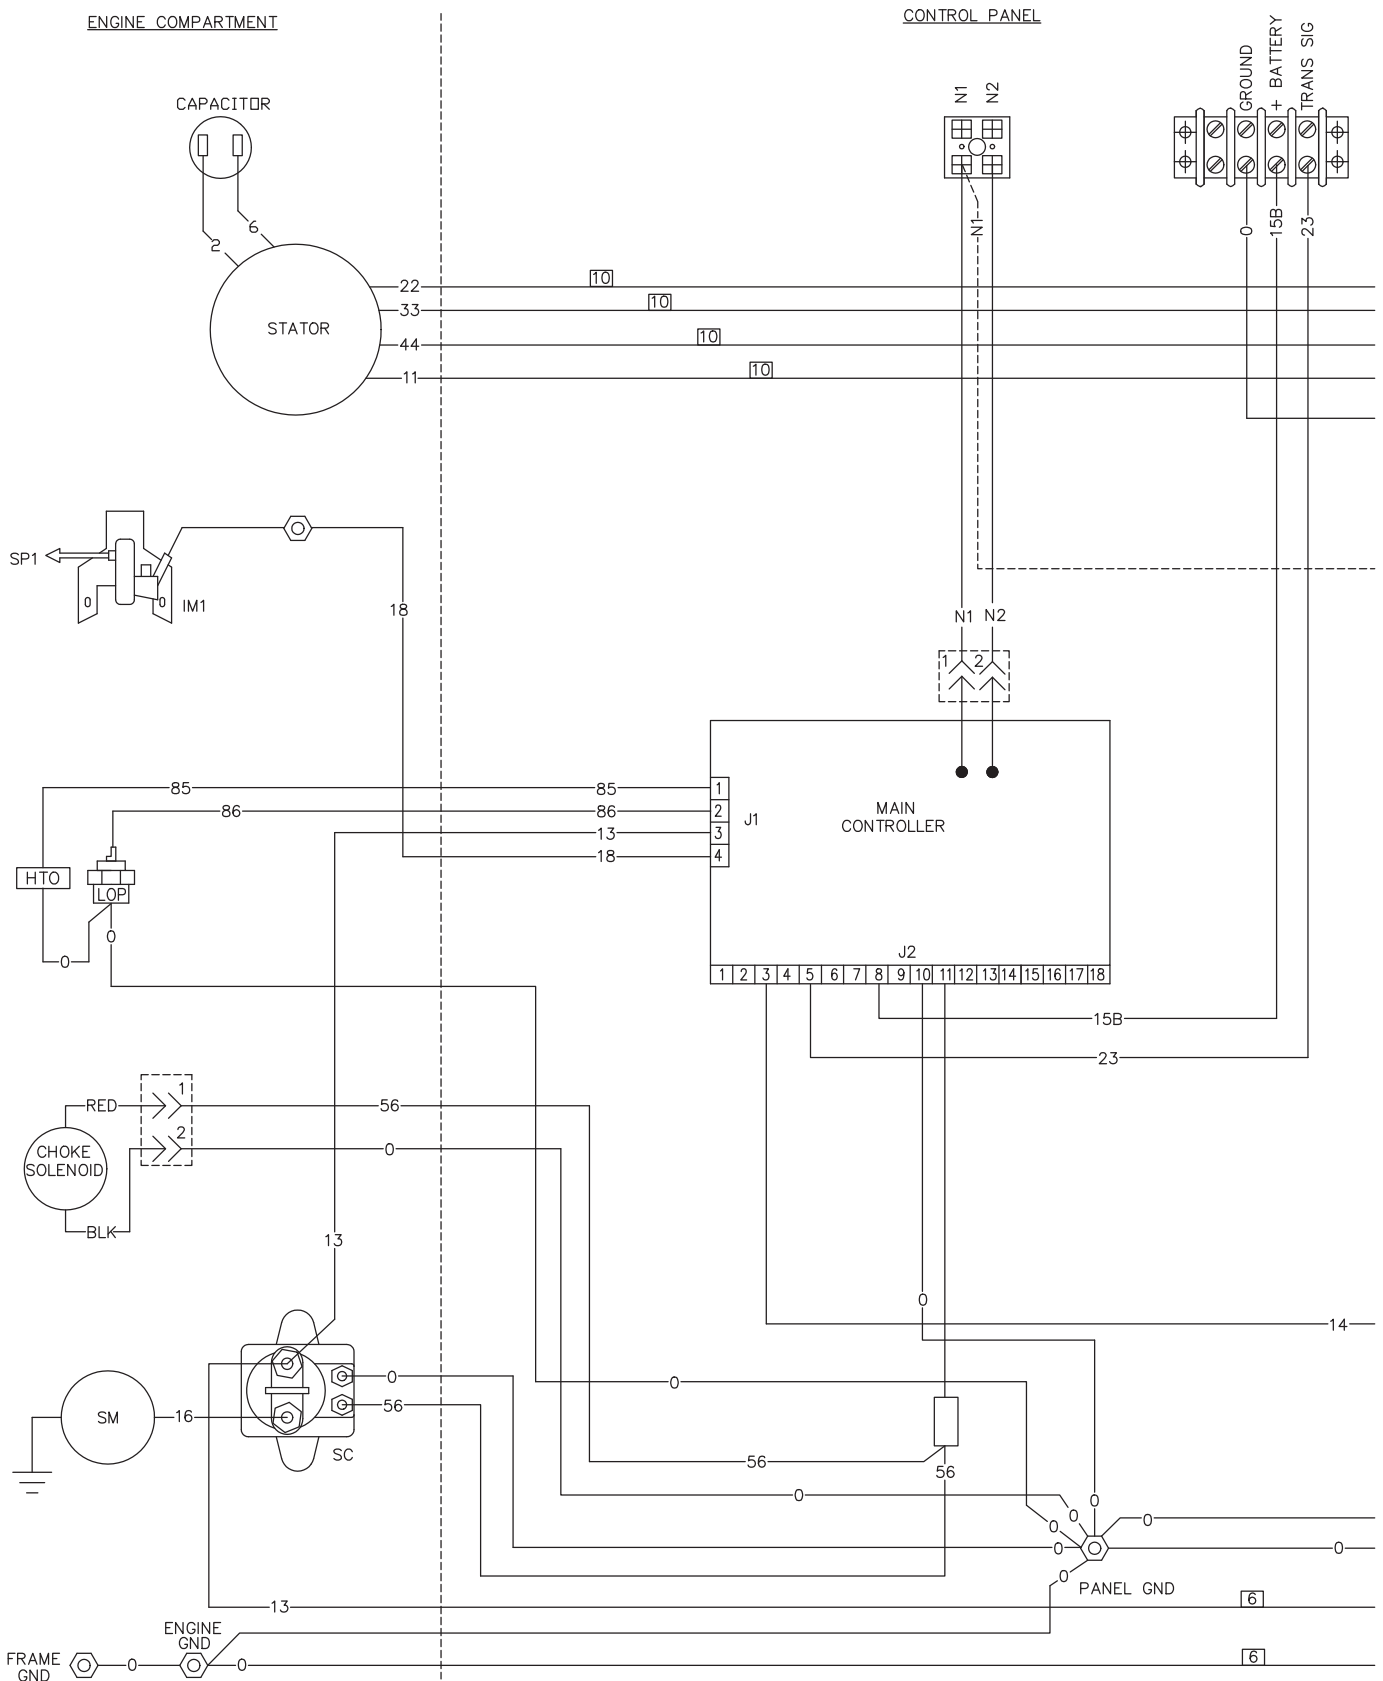 ENGINE COMPARTMENT
CONTROL PANEL
CAPACITOR
N1
N2
GROUND
+ BATTERY
TRANS SIG
2
6
N1
0
15B
23
STATOR
22
10
33
10
44
10
11
10
SP1
IM1
18
N1
N2
1
2
85
85
1
86
86
2
13
3
18
4
J1
MAIN
CONTROLLER
HTO
LOP
0
0
J2
1 2 3 4 5 6 7 8 9 10 11 12 13 14 15 16 17 18
15B
23
RED
1
56
CHOKE
SOLENOID
2
0
BLK
13
0
14
0
0
56
SM
16
SC
56
56
0
0
0
0
0
0
0
0
PANEL GND
13
6
ENGINE
GND
FRAME
GND
0
0
6